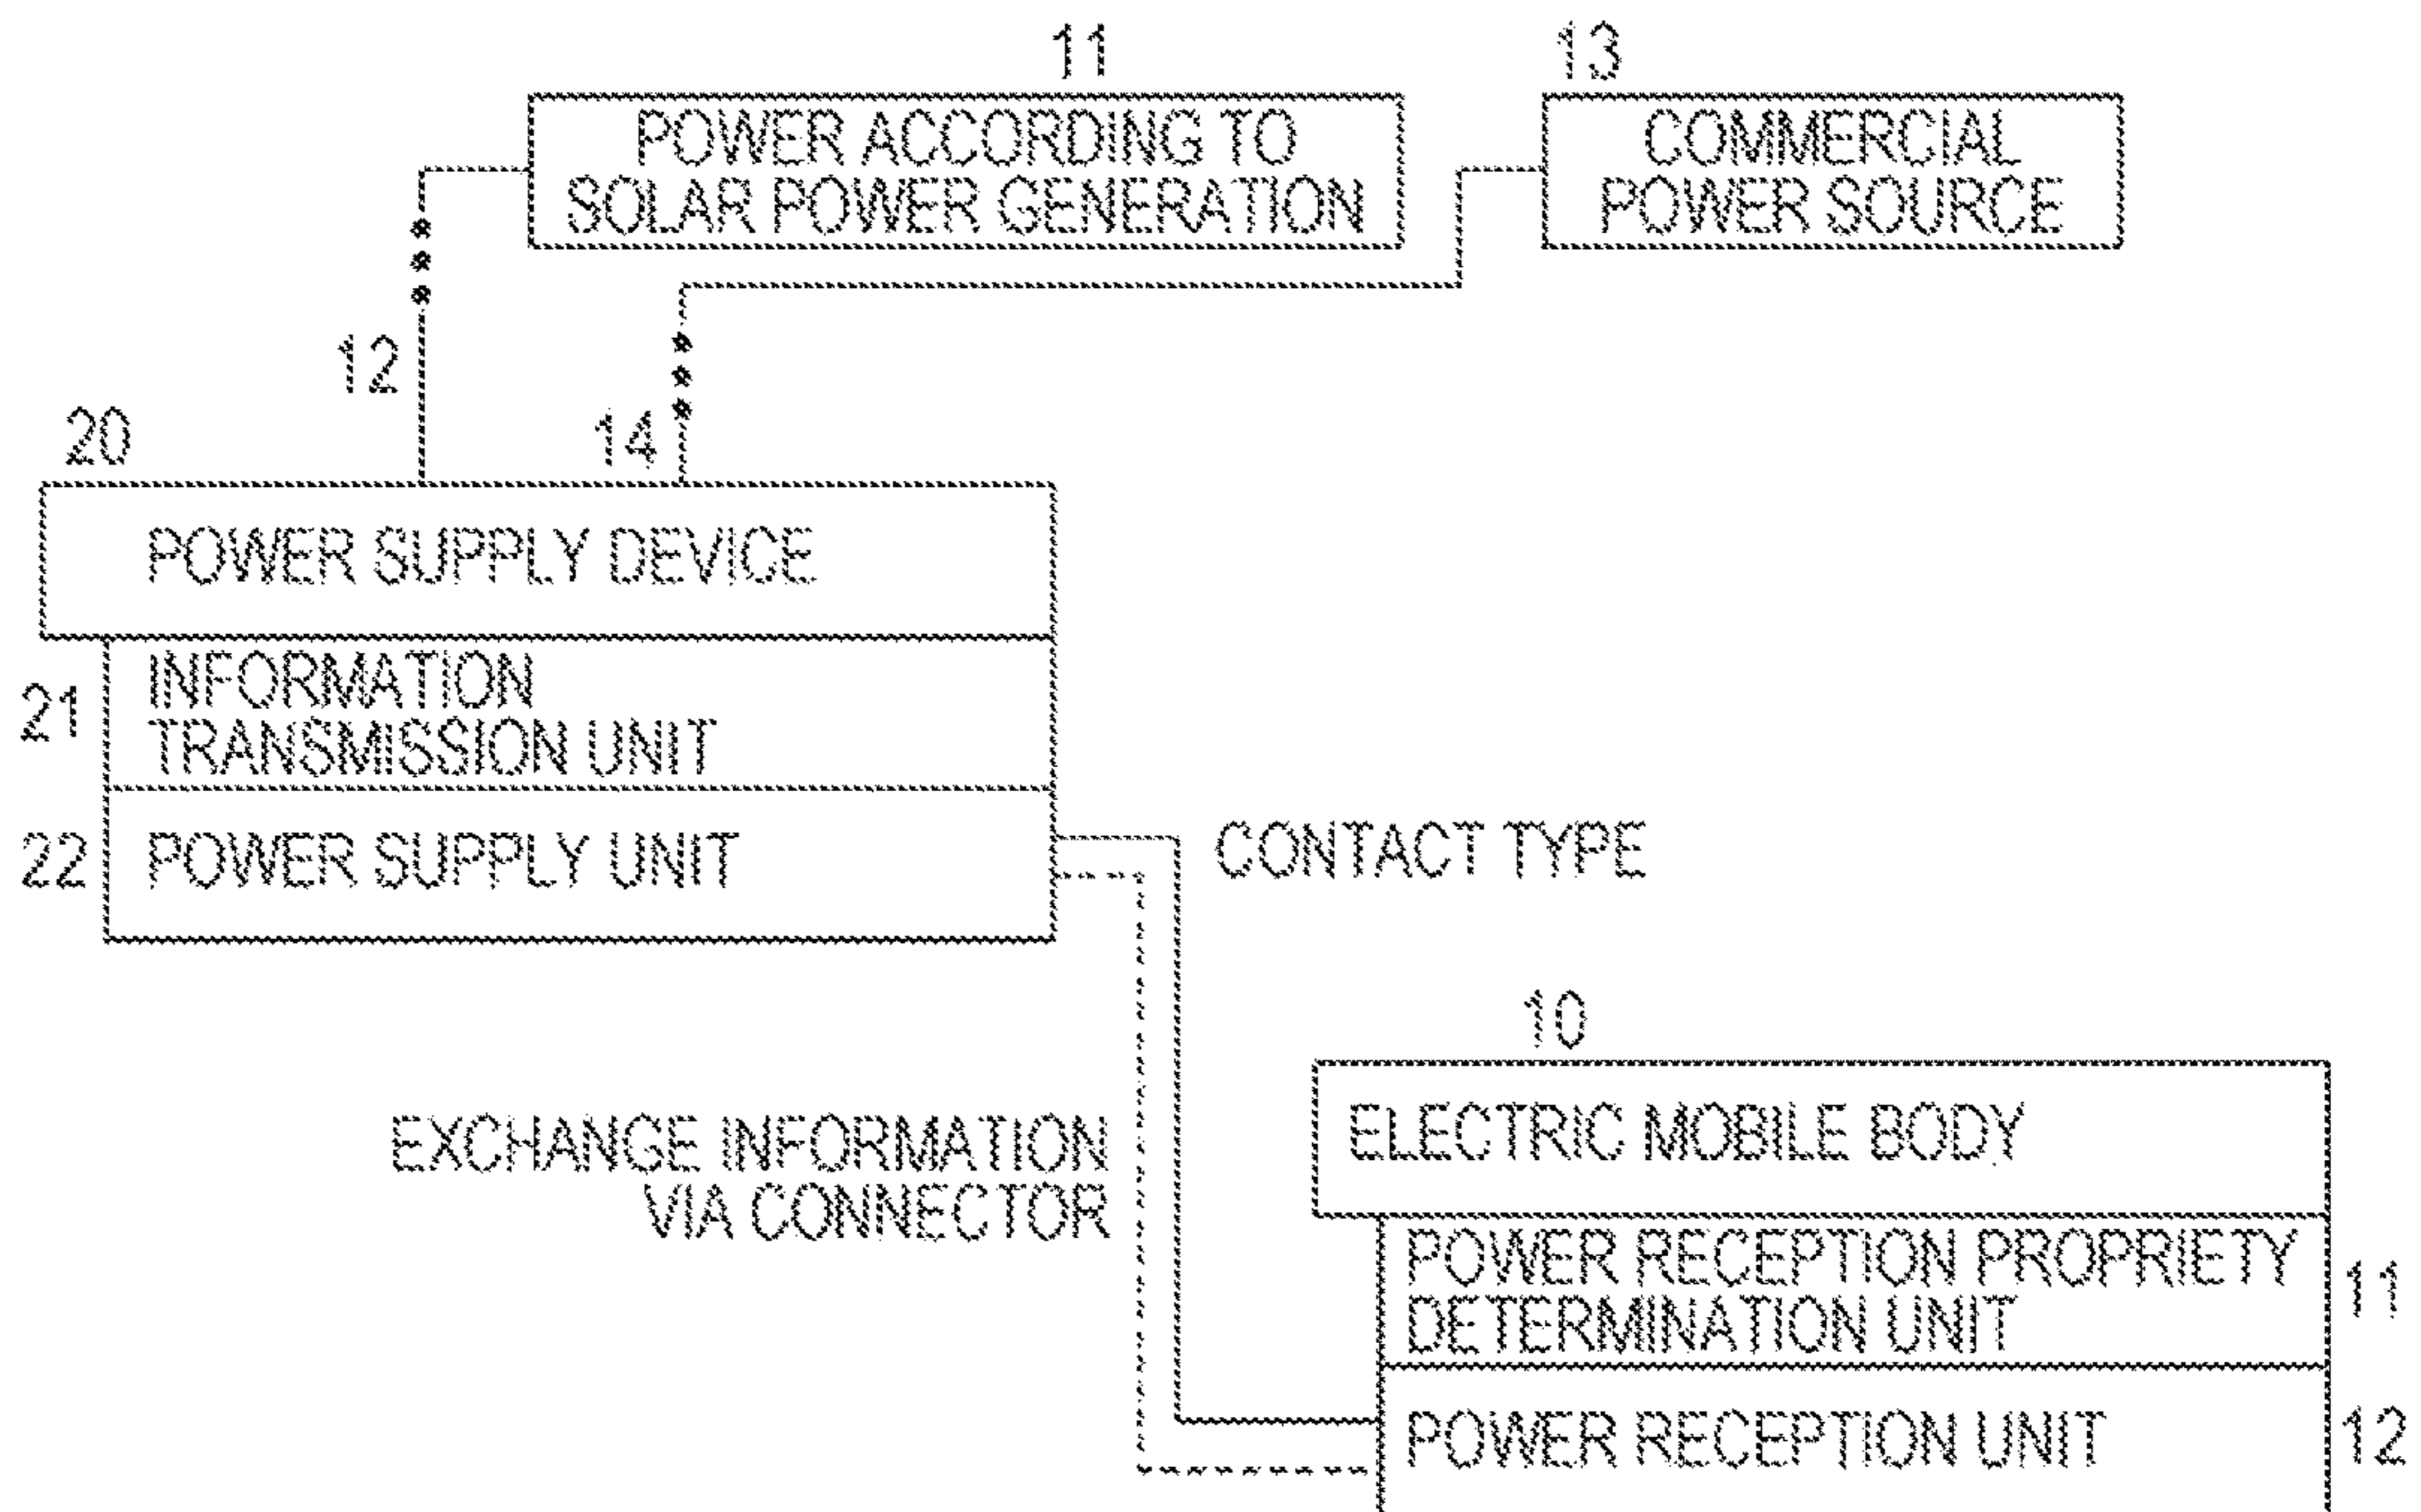 11
13
POWER ACCORDING TO
SOLAR POWER GENERATION
COMMERCIAL
POWER SOURCE
12
14
20
POWER SUPPLY DEVICE
21
INFORMATION
TRANSMISSION UNIT
22
POWER SUPPLY UNIT
CONTACT TYPE
10
EXCHANGE INFORMATION
VIA CONNECTOR
ELECTRIC MOBILE BODY
POWER RECEPTION PROPRIETY
DETERMINATION UNIT
11
POWER RECEPTION UNIT
12